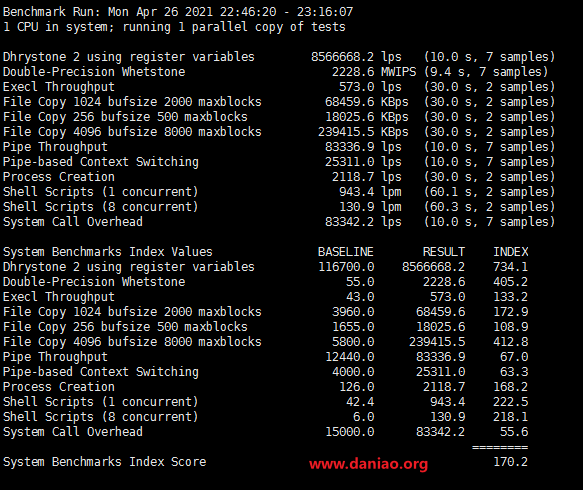 Benchmark Run: Mon Apr 26 2021 22:46:20 - 23:16:07
1 CPU in system; running 1 parallel copy of tests
Dhrystone 2 using register variables 8566668.2 lps (10.0 s, 7 samples)
Double-Precision Whetstone 2228.6 MWIPS (9.4 s, 7 samples)
Execl Throughput 573.0 lps (30.0 s, 2 samples)
File Copy 1024 bufsize 2000 maxblocks 68459.6 KBps (30.0 s, 2 samples)
File Copy 256 bufsize 500 maxblocks 18025.6 KBps (30.0 s, 2 samples)
File Copy 4096 bufsize 8000 maxblocks 239415.5 KBps (30.0 s, 2 samples)
Pipe Throughput 83336.9 lps (10.0 s, 7 samples)
Pipe-based Context Switching 25311.0 lps (10.0 s, 7 samples)
Process Creation 2118.7 lps (30.0 s, 2 samples)
Shell Scripts (1 concurrent) 943.4 lpm (60.1 s, 2 samples)
Shell Scripts (8 concurrent) 130.9 lpm (60.3 s, 2 samples)
System Call Overhead 83342.2 lps (10.0 s, 7 samples)
System Benchmarks Index Values BASELINE RESULT INDEX
Dhrystone 2 using register variables 116700.0 8566668.2 734.1
Double-Precision Whetstone 55.0 2228.6 405.2
Execl Throughput 43.0 573.0 133.2
File Copy 1024 bufsize 2000 maxblocks 3960.0 68459.6 172.9
File Copy 256 bufsize 500 maxblocks 1655.0 18025.6 108.9
File Copy 4096 bufsize 8000 maxblocks 5800.0 239415.5 412.8
Pipe Throughput 12440.0 83336.9 67.0
Pipe-based Context Switching 4000.0 25311.0 63.3
Process Creation 126.0 2118.7 168.2
Shell Scripts (1 concurrent) 42.4 943.4 222.5
Shell Scripts (8 concurrent) 6.0 130.9 218.1
System Call Overhead 15000.0 83342.2 55.6
========
System Benchmarks Index Score 170.2
www.daniao.org